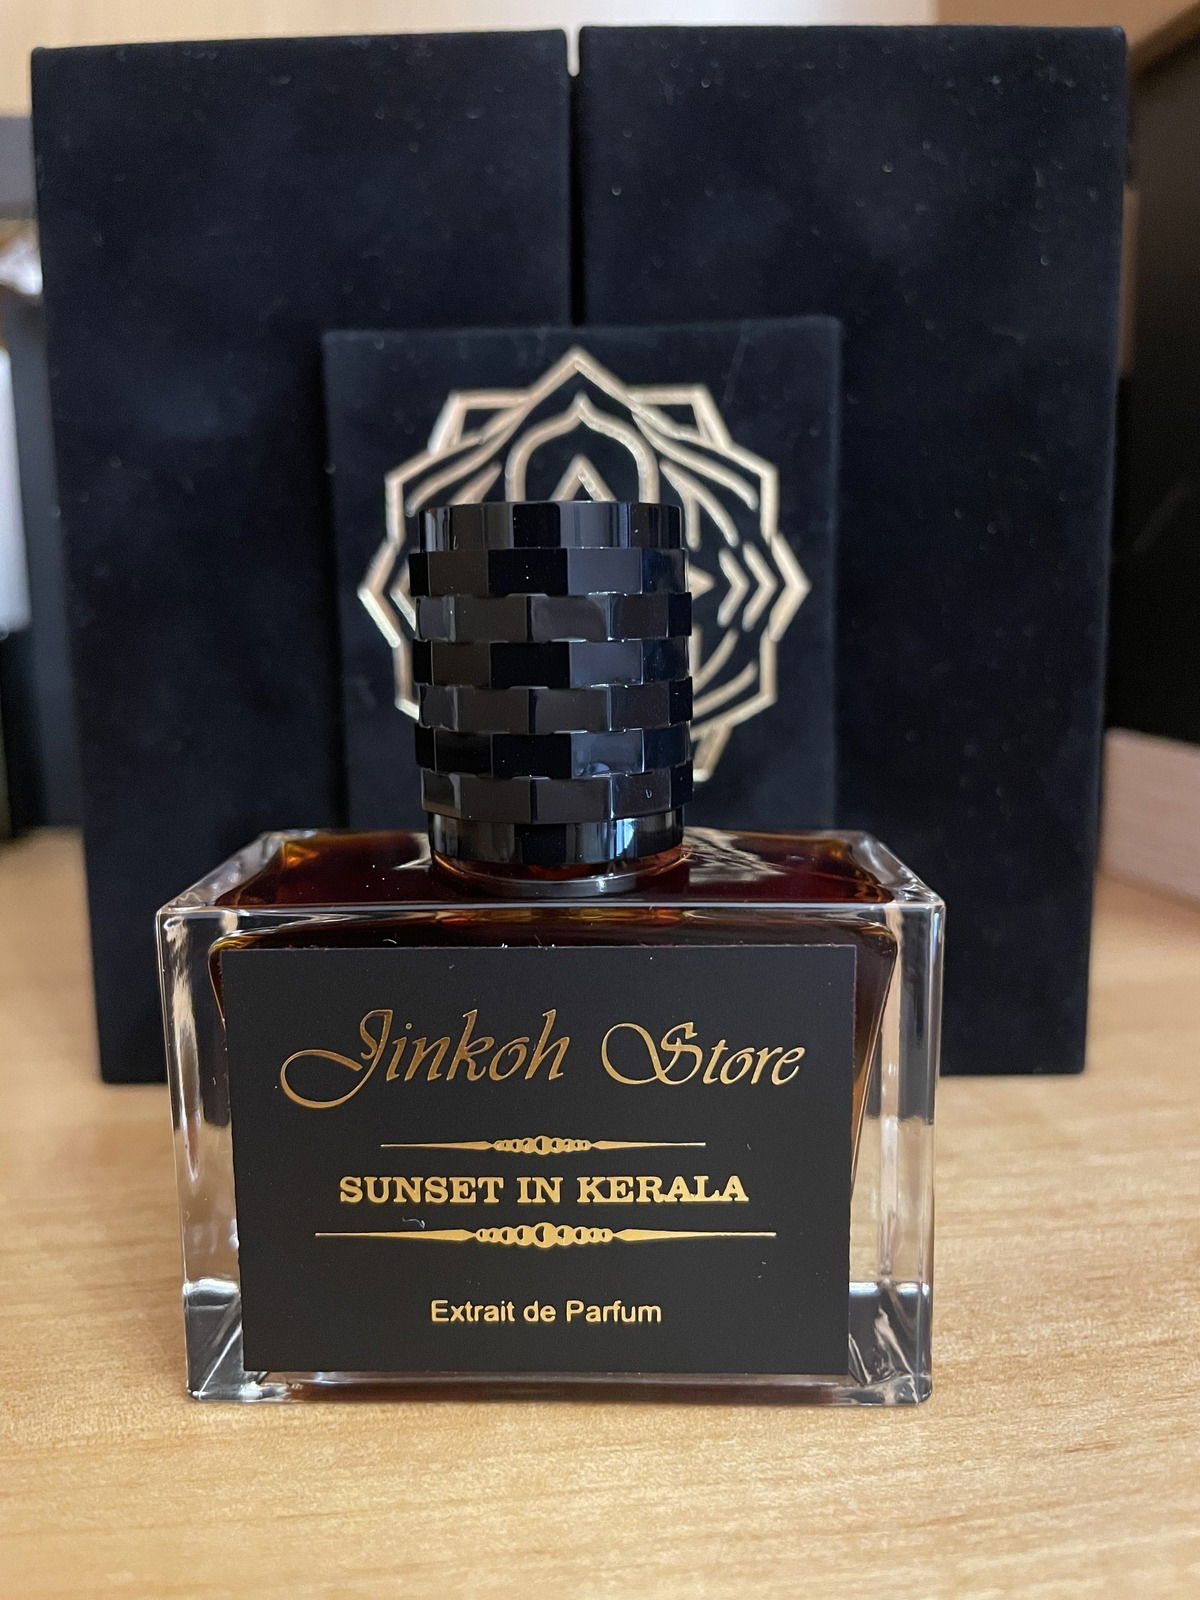 Jinkoh Store
SUNSET IN KERALA
Extrait de Parfum